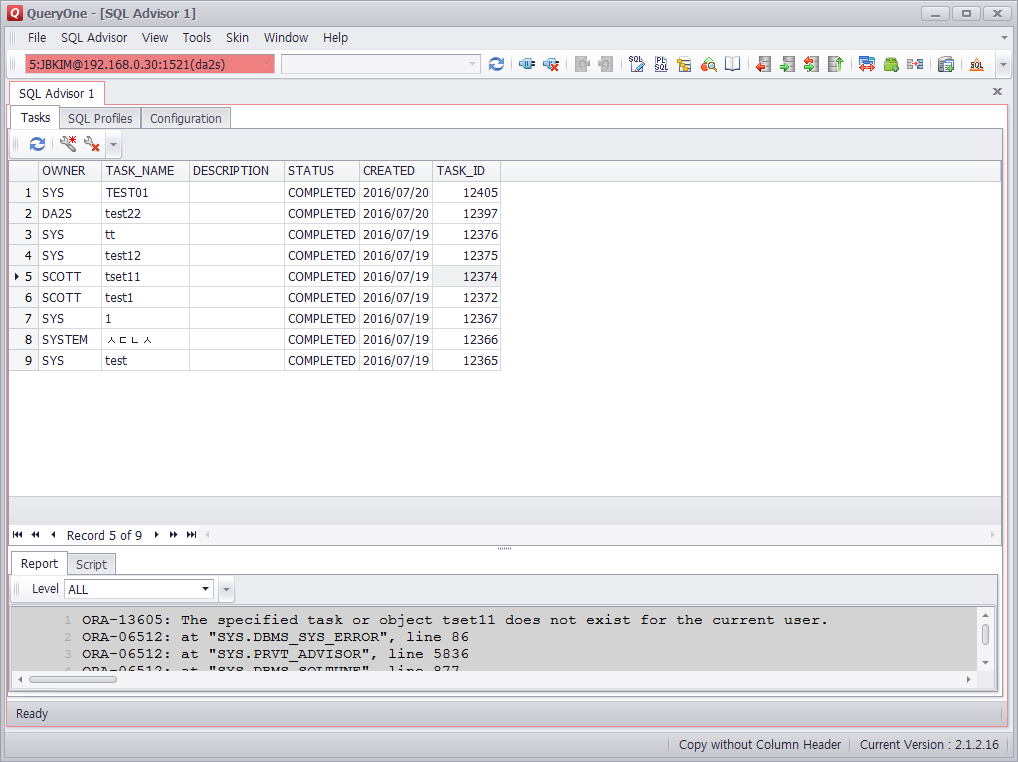 QueryOne - [SQL Advisor 1]
File SQL Advisor View Tools Skin Window Help
5:JBKIM@192.168.0.30:1521(da2s)
SQL Advisor 1
Tasks SQL Profiles Configuration
OWNER TASK_NAME DESCRIPTION STATUS CREATED TASK_ID
1 SYS TEST01 COMPLETED 2016/07/20 12405
2 DA2S test22 COMPLETED 2016/07/20 12397
3 SYS tt COMPLETED 2016/07/19 12376
4 SYS test12 COMPLETED 2016/07/19 12375
5 SCOTT tset11 COMPLETED 2016/07/19 12374
6 SCOTT test1 COMPLETED 2016/07/19 12372
7 SYS 1 COMPLETED 2016/07/19 12367
8 SYSTEM ㅅㄷㄴㅅ COMPLETED 2016/07/19 12366
9 SYS test COMPLETED 2016/07/19 12365
Record 5 of 9
Report Script
Level ALL
1 ORA-13605: The specified task or object tset11 does not exist for the current user.
2 ORA-06512: at "SYS.DBMS_SYS_ERROR", line 86
3 ORA-06512: at "SYS.PRVT_ADVISOR", line 5836
4 ORA-06512: at "SYS.DBMS_SQLTUNE", line 877
Ready
Copy without Column Header Current Version : 2.1.2.16